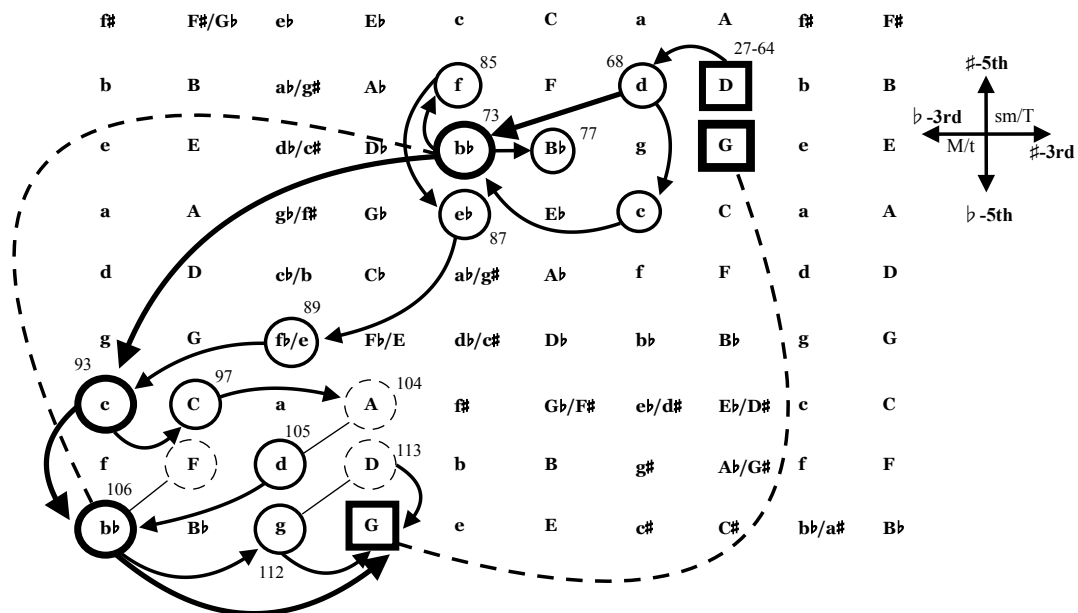 f♯ F♯/G♭ e♭ E♭ c C a A f♯ F♯
85 68 27-64
b B a♭/g♯ A♭ f F d D b B
♯-5th
73 77
♭-3rd sm/T
e E d♭/c♯ D♭ b♭ B♭ g G e E
M/t ♯-3rd
a A g♭/f♯ G♭ e♭ E♭ c C a A
♭-5th
87
d D c♭/b C♭ a♭/g♯ A♭ f F d D
89
g G f♭/e F♭/E d♭/c♯ D♭ b♭ B♭ g G
93 97 104
c C a A f♯ G♭/F♯ e♭/d♯ E♭/D♯ c C
105 113
f F d D b B g♯ A♭/G♯ f F
106
b♭ B♭ g G e E c♯ C♯ b♭/a♯ B♭
112